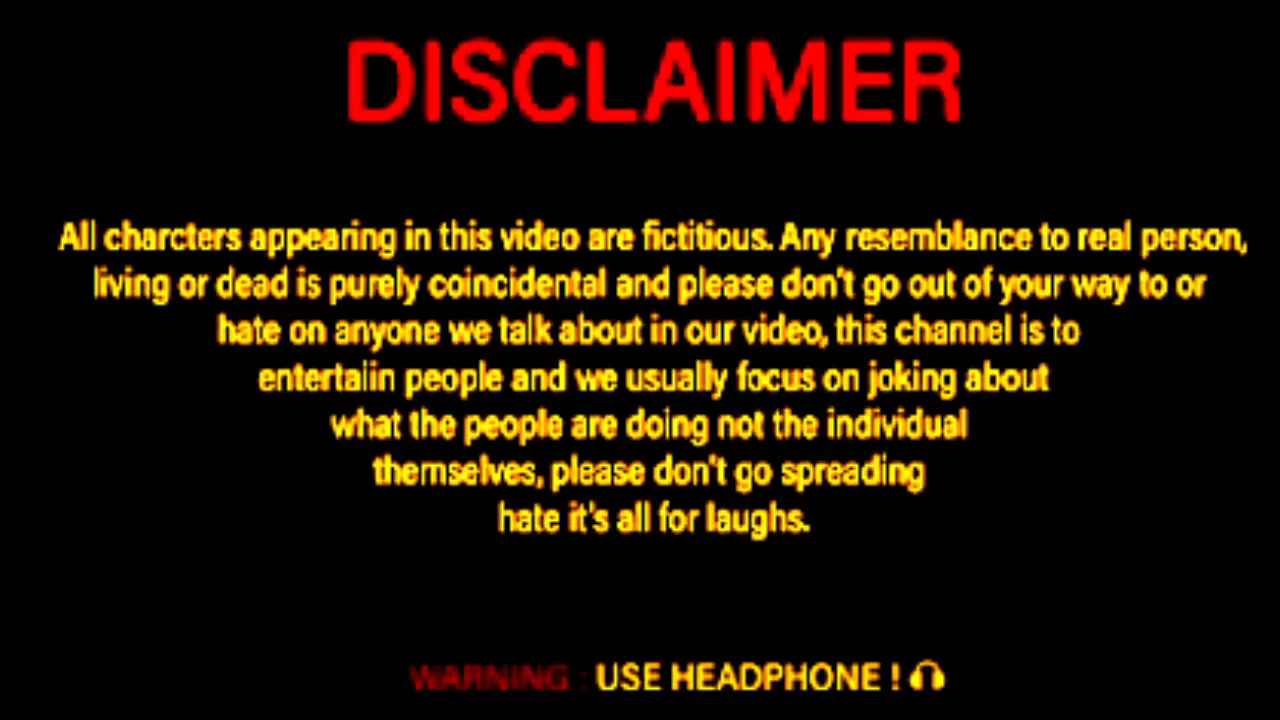 DISCLAIMER
All charcters appearing in this video are fictitious. Any resemblance to real person,
living or dead is purely coincidental and please don't go out of your way to or
hate on anyone we talk about in our video, this channel is to
entertalin people and we usually focus on joking about
what the people are doing not the individual
themselves, please don't go spreading
hate it's all for laughs.
WARNING : USE HEADPHONE !